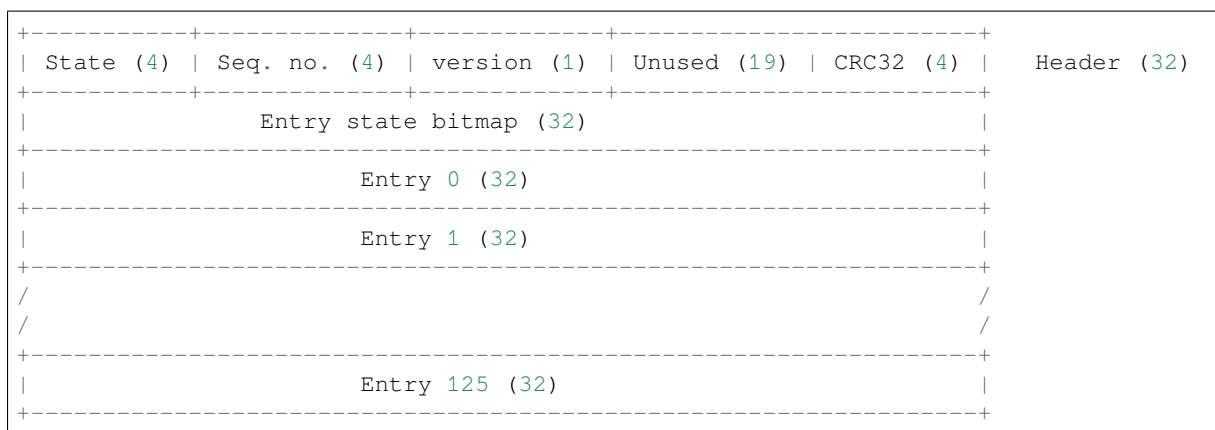 +-----------+--------------+-------------+-------------------------+
| State (4) | Seq. no. (4) | version (1) | Unused (19) | CRC32 (4) | Header (32)
+-----------+--------------+-------------+-------------------------+
| Entry state bitmap (32) |
+------------------------------------------------------------------+
| Entry 0 (32) |
+------------------------------------------------------------------+
| Entry 1 (32) |
+------------------------------------------------------------------+
/ /
/ /
+------------------------------------------------------------------+
| Entry 125 (32) |
+------------------------------------------------------------------+